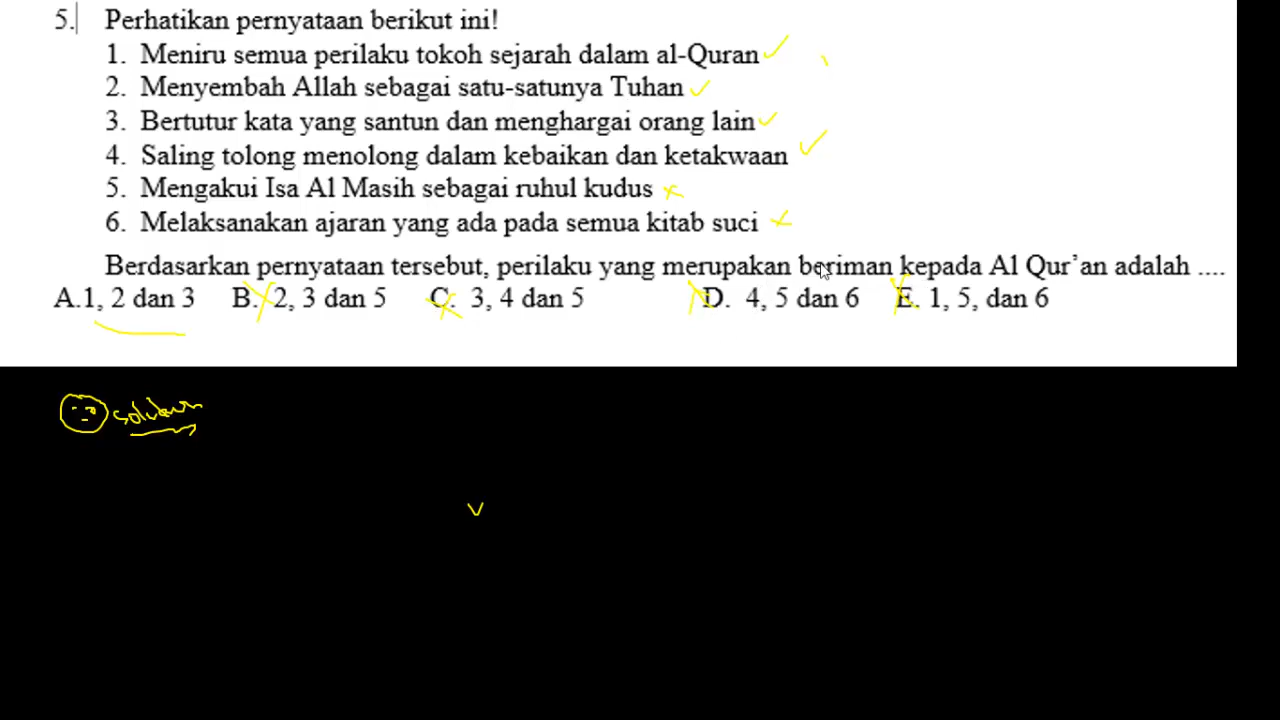 5. Perhatikan pernyataan berikut ini!
1. Meniru semua perilaku tokoh sejarah dalam al-Quran
2. Menyembah Allah sebagai satu-satunya Tuhan
3. Bertutur kata yang santun dan menghargai orang lain
4. Saling tolong menolong dalam kebaikan dan ketakwaan
5. Mengakui Isa Al Masih sebagai ruhul kudus
6. Melaksanakan ajaran yang ada pada semua kitab suci
Berdasarkan pernyataan tersebut, perilaku yang merupakan beriman kepada Al Qur’an adalah ....
A.1, 2 dan 3 B. 2, 3 dan 5 C. 3, 4 dan 5 D. 4, 5 dan 6 E. 1, 5, dan 6